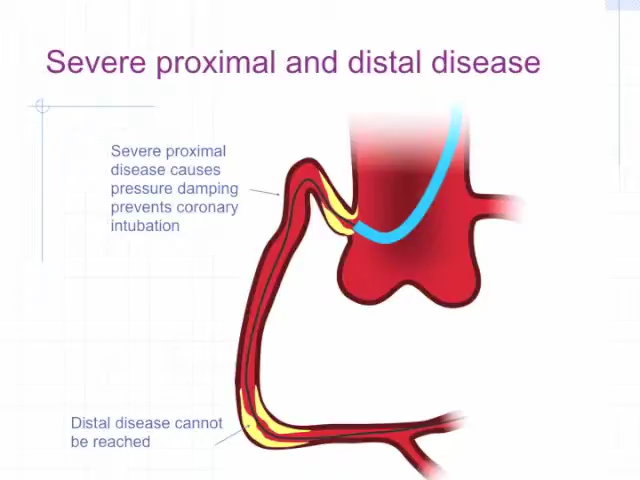 Severe proximal and distal disease
Severe proximal
disease causes
pressure damping
prevents coronary
intubation
Distal disease cannot
be reached